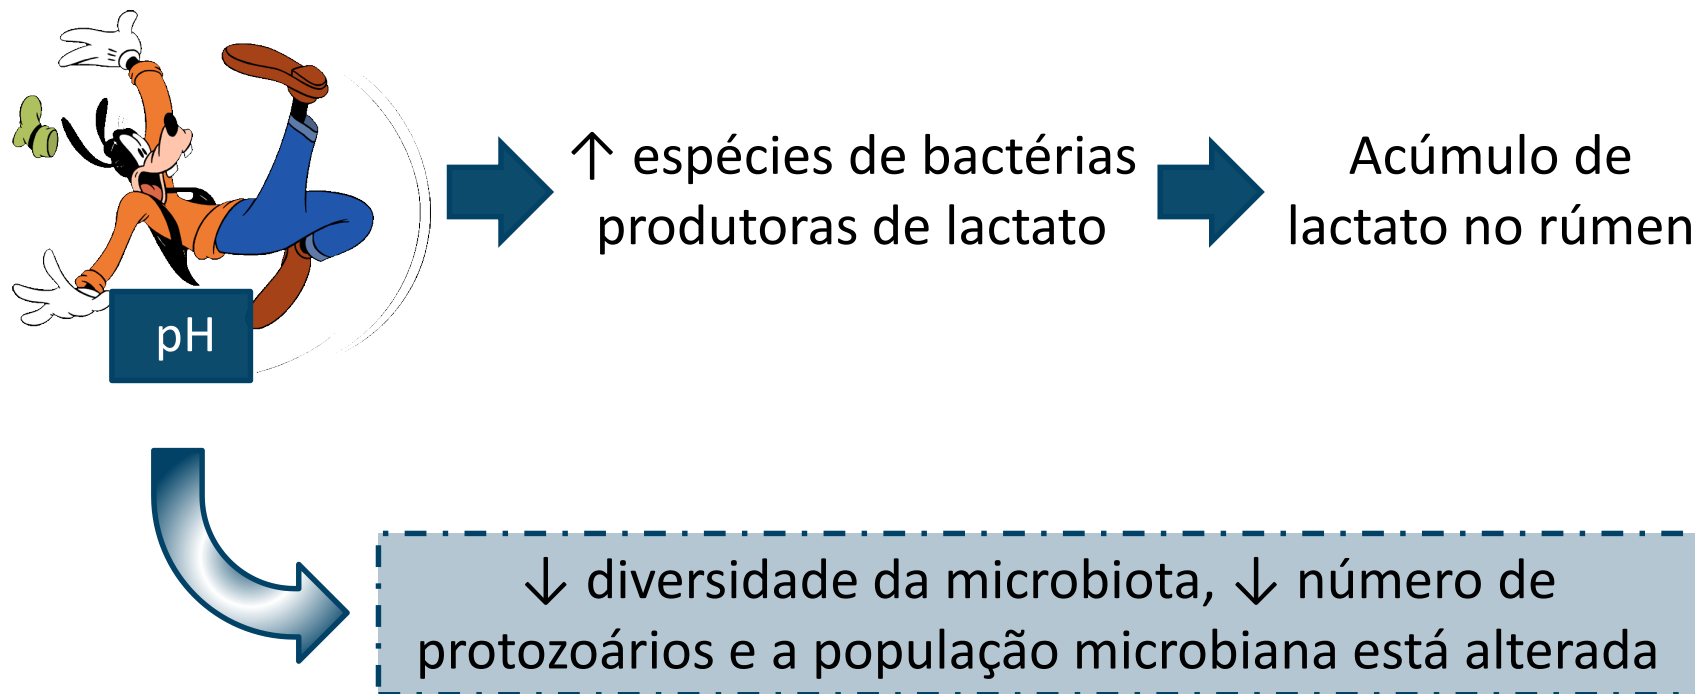 ↑ espécies de bactérias
produtoras de lactato
Acúmulo de
lactato no rúmen
pH
↓ diversidade da microbiota, ↓ número de
protozoários e a população microbiana está alterada